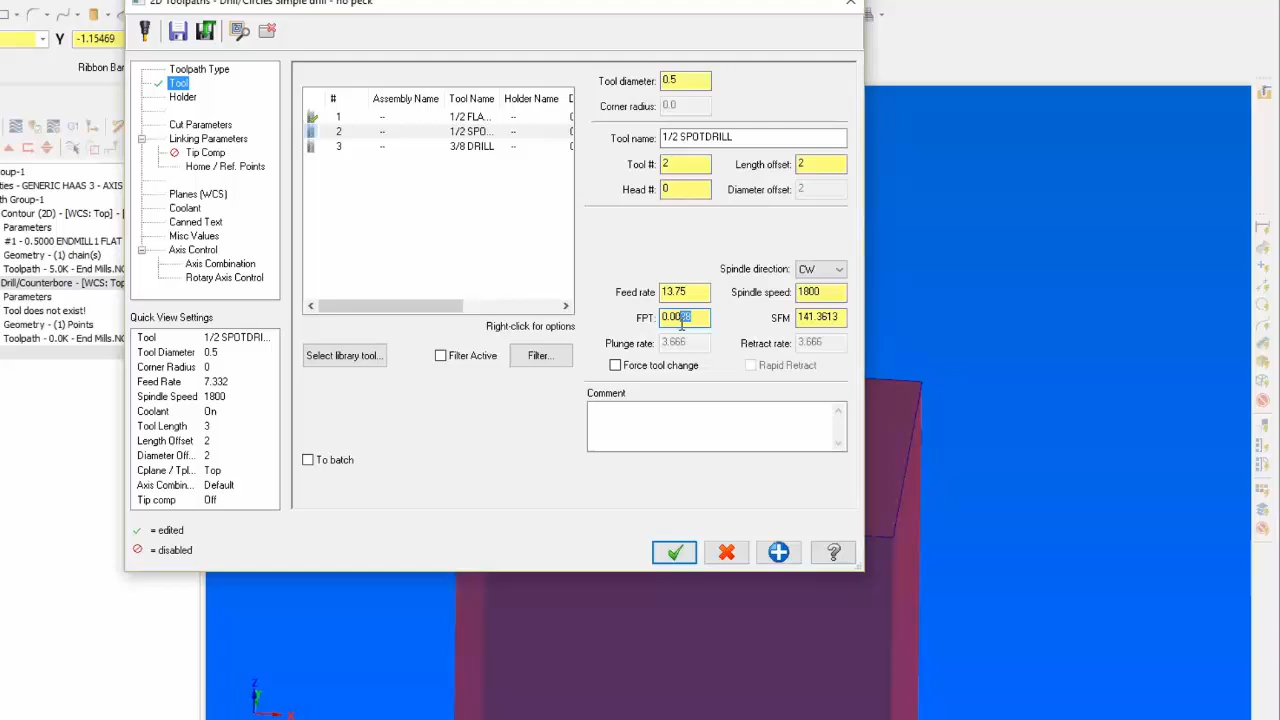 2D Toolpaths - Drill/Circles Simple drill - no peck
Y -1.15469
Ribbon Bar
Toolpath Type
Tool
Holder
Cut Parameters
Linking Parameters
Tip Comp
Home / Ref. Points
Planes (WCS)
Coolant
Canned Text
Misc Values
Axis Control
Axis Combination
Rotary Axis Control
# Assembly Name Tool Name Holder Name D
1 -- 1/2 FLA... -- 0
2 -- 1/2 SPO... -- 0
3 -- 3/8 DRILL -- 0
Right-click for options
Select library tool...
Filter Active
Filter...
To batch
Tool diameter: 0.5
Corner radius: 0.0
Tool name: 1/2 SPOTDRILL
Tool #: 2 Length offset: 2
Head #: 0 Diameter offset: 2
Spindle direction: CW
Feed rate: 13.75 Spindle speed: 1800
FPT: 0.0038 SFM 141.3613
Plunge rate: 3.666 Retract rate: 3.666
Force tool change Rapid Retract
Comment
Quick View Settings
Tool 1/2 SPOTDRI...
Tool Diameter 0.5
Corner Radius 0
Feed Rate 7.332
Spindle Speed 1800
Coolant On
Tool Length 3
Length Offset 2
Diameter Off... 2
Cplane / Tpl... Top
Axis Combin... Default
Tip comp Off
= edited
= disabled
oup-1
ties - GENERIC HAAS 3 - AXIS
th Group-1
Contour (2D) - [WCS: Top] -
Parameters
#1 - 0.5000 ENDMILL1 FLAT
Geometry - (1) chain(s)
Toolpath - 5.0K - End Mills.NC
Drill/Counterbore - [WCS: Top
Parameters
Tool does not exist!
Geometry - (1) Points
Toolpath - 0.0K - End Mills.NC
Z
Y
X